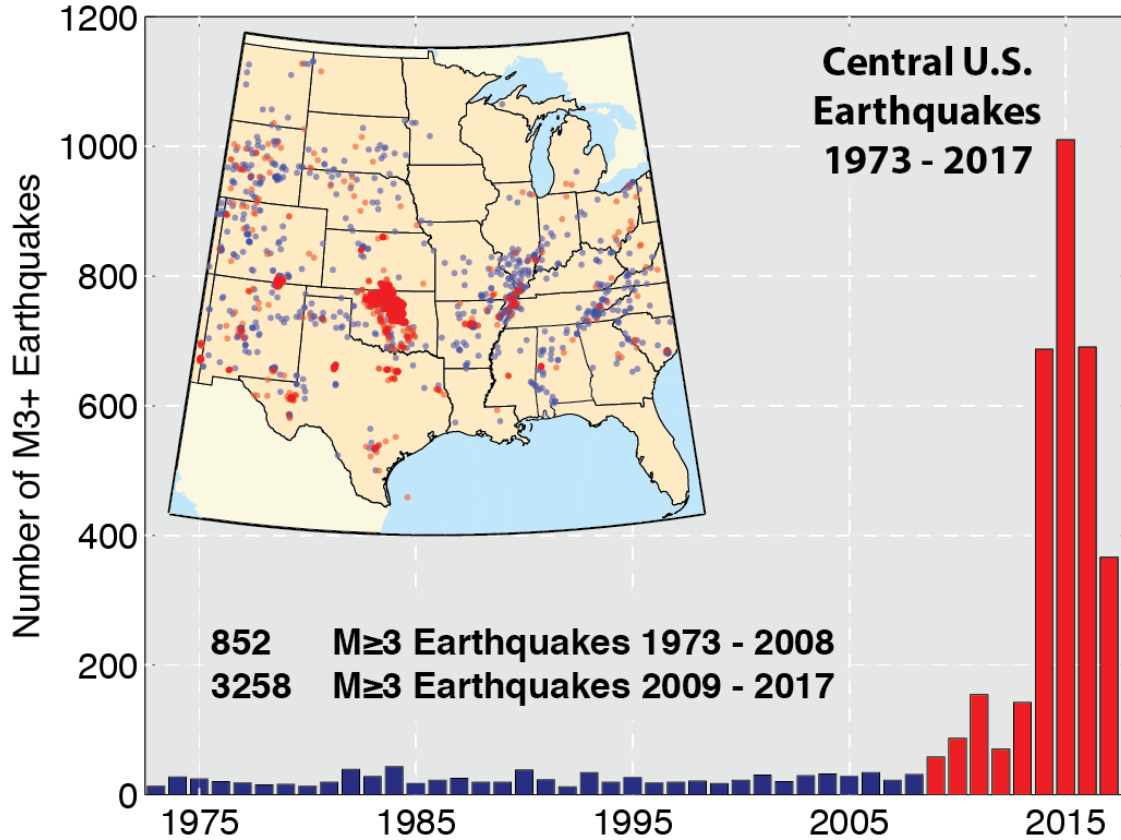 Central U.S.
Earthquakes
1973 - 2017
Number of M3+ Earthquakes
1200
1000
800
600
400
200
0
852 M≥3 Earthquakes 1973 - 2008
3258 M≥3 Earthquakes 2009 - 2017
1975 1985 1995 2005 2015